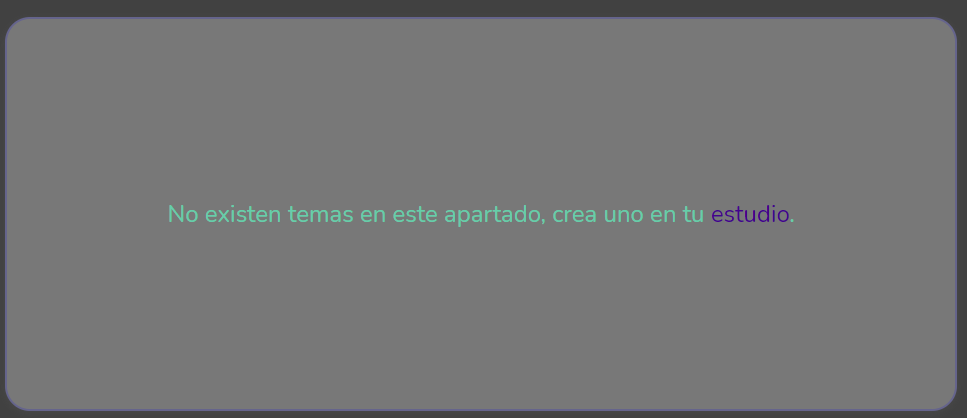 No existen temas en este apartado, crea uno en tu estudio.